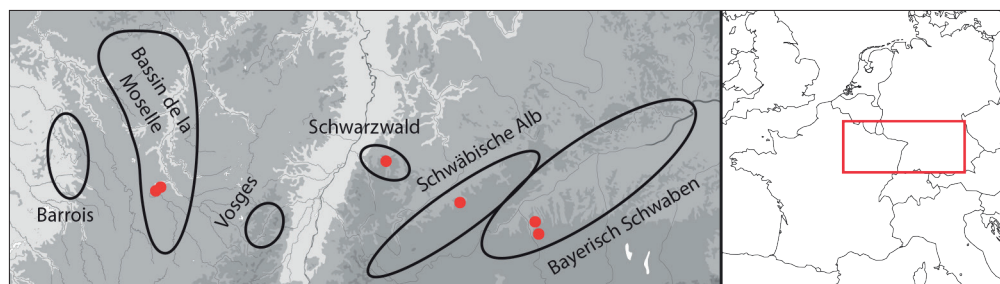 Bassin de la
Moselle
Barrois
Vosges
Schwarzwald
Schwäbische Alb
Bayerisch Schwaben